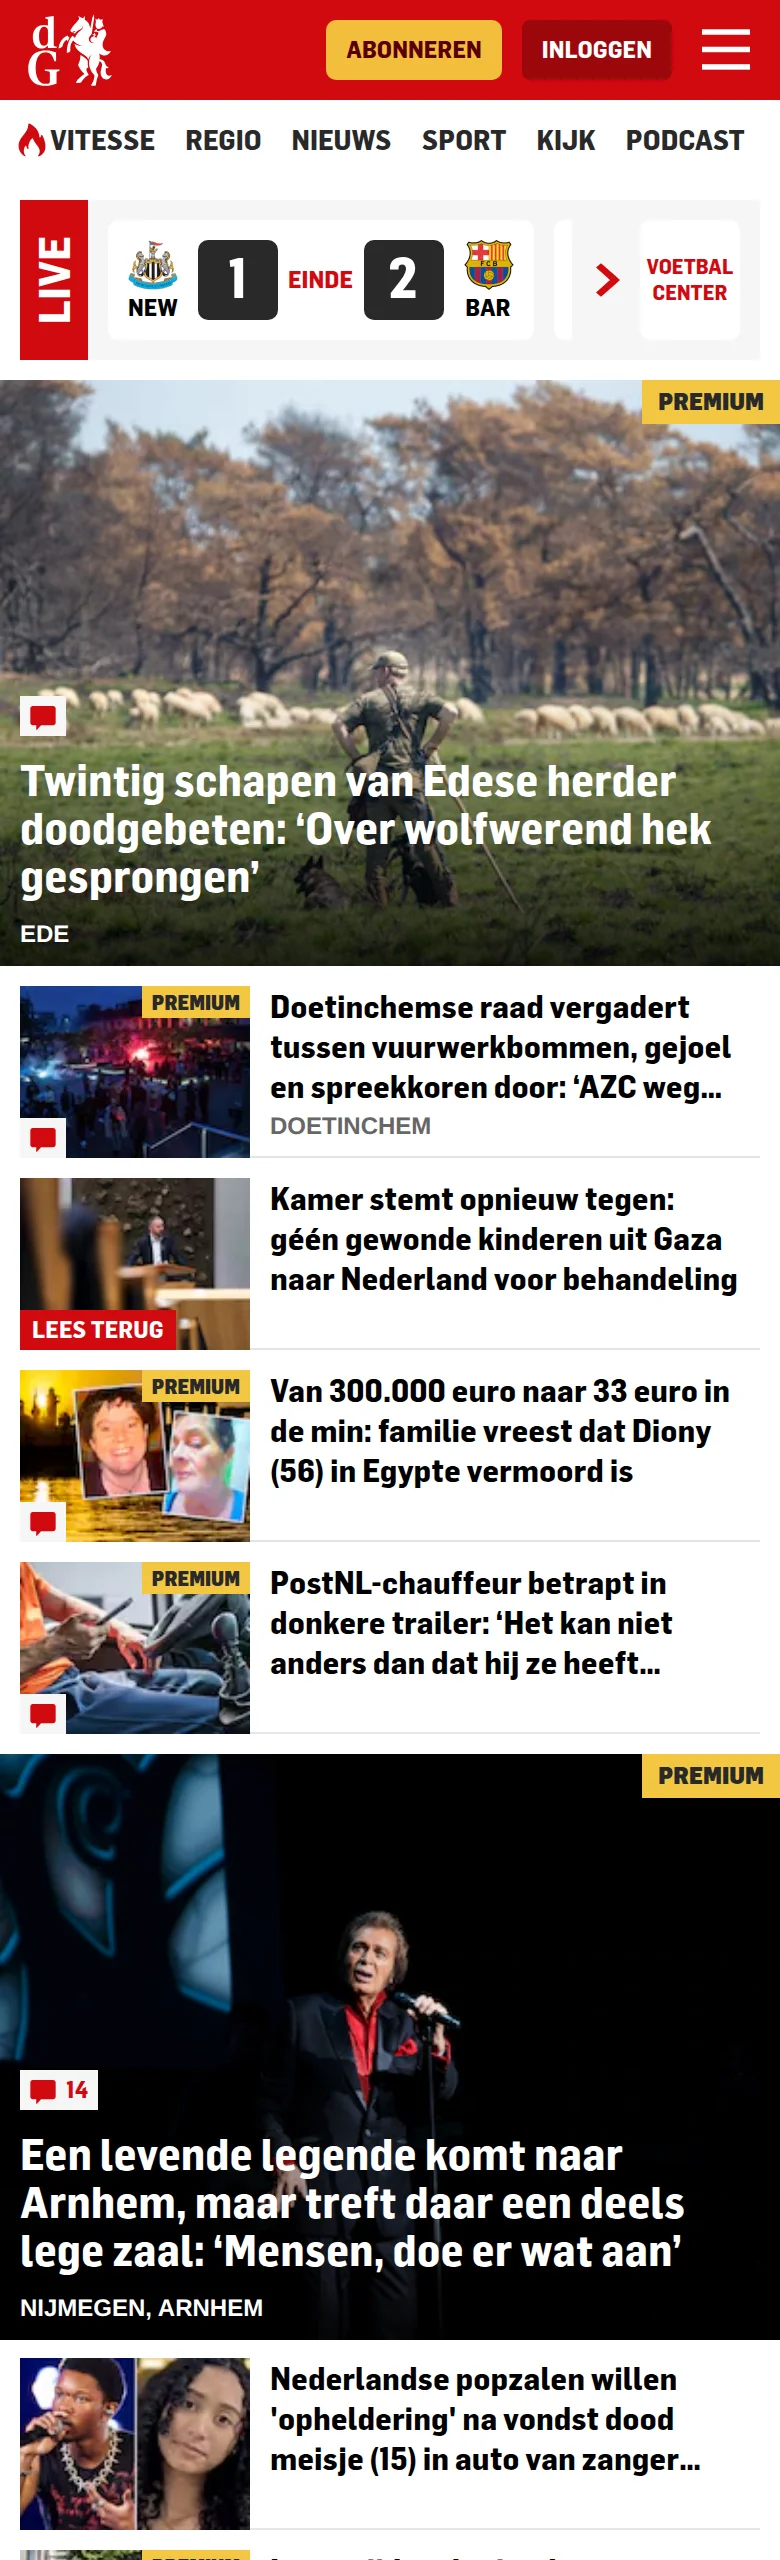 dG
ABONNEREN
INLOGGEN
VITESSE REGIO NIEUWS SPORT KIJK PODCAST
LIVE
NEW
1
EINDE
2
FCB
BAR
VOETBAL
CENTER
PREMIUM
Twintig schapen van Edese herder
doodgebeten: ‘Over wolfwerend hek
gesprongen’
EDE
PREMIUM
Doetinchemse raad vergadert
tussen vuurwerkbommen, gejoel
en spreekkoren door: ‘AZC weg...
DOETINCHEM
LEES TERUG
Kamer stemt opnieuw tegen:
géén gewonde kinderen uit Gaza
naar Nederland voor behandeling
PREMIUM
Van 300.000 euro naar 33 euro in
de min: familie vreest dat Diony
(56) in Egypte vermoord is
PREMIUM
PostNL-chauffeur betrapt in
donkere trailer: ‘Het kan niet
anders dan dat hij ze heeft...
PREMIUM
14
Een levende legende komt naar
Arnhem, maar treft daar een deels
lege zaal: ‘Mensen, doe er wat aan’
NIJMEGEN, ARNHEM
Nederlandse popzalen willen
'opheldering' na vondst dood
meisje (15) in auto van zanger...
PREMIUM